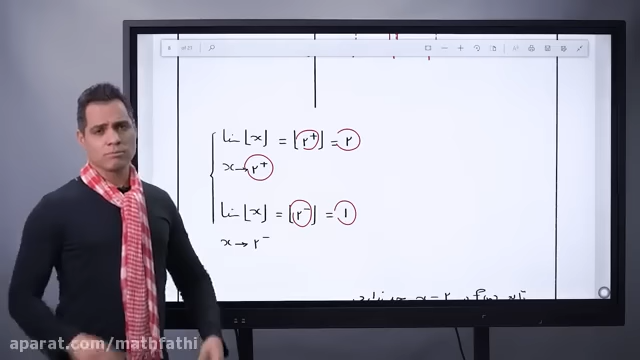 lim [x] = [۲⁺] = ۲
x → ۲⁺
lim [x] = [۲⁻] = ۱
x → ۲⁻
aparat.com/mathfathi